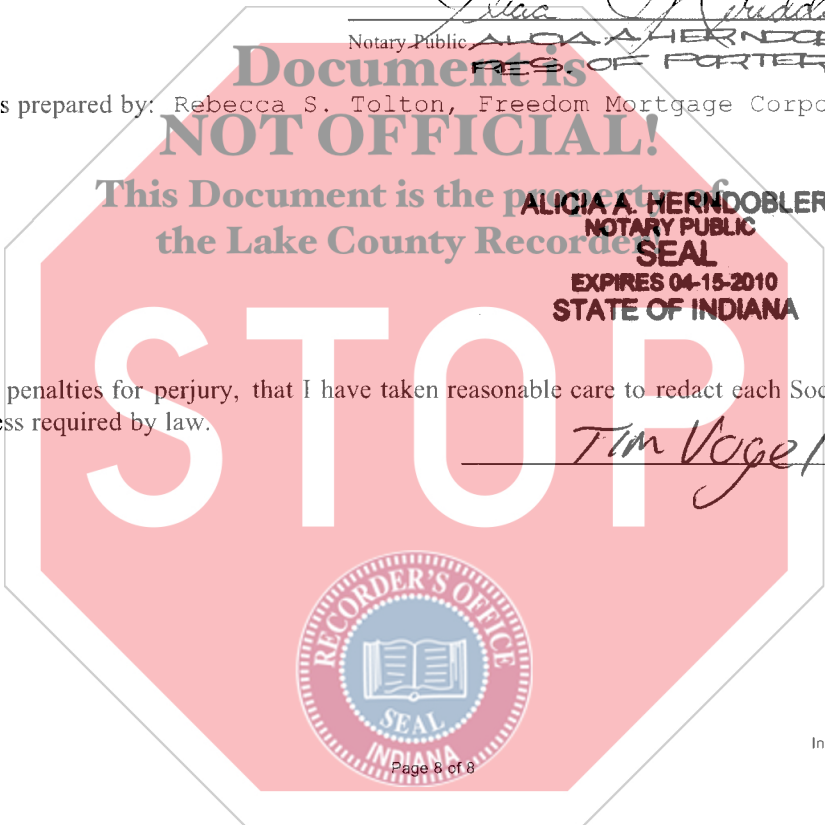 Notary Public ALICIA A HERNDOB
RES. OF PORTER
Document is
s prepared by: Rebecca S. Tolton, Freedom Mortgage Corpo
NOT OFFICIAL!
This Document is the property of
the Lake County Recorder!
ALICIA A. HERNDOBLER
NOTARY PUBLIC
SEAL
EXPIRES 04-15-2010
STATE OF INDIANA
STOP
penalties for perjury, that I have taken reasonable care to redact each Soc
ess required by law.
Tim Vogel
RECORDER'S OFFICE
SEAL
INDIANA
Page 8 of 8
In